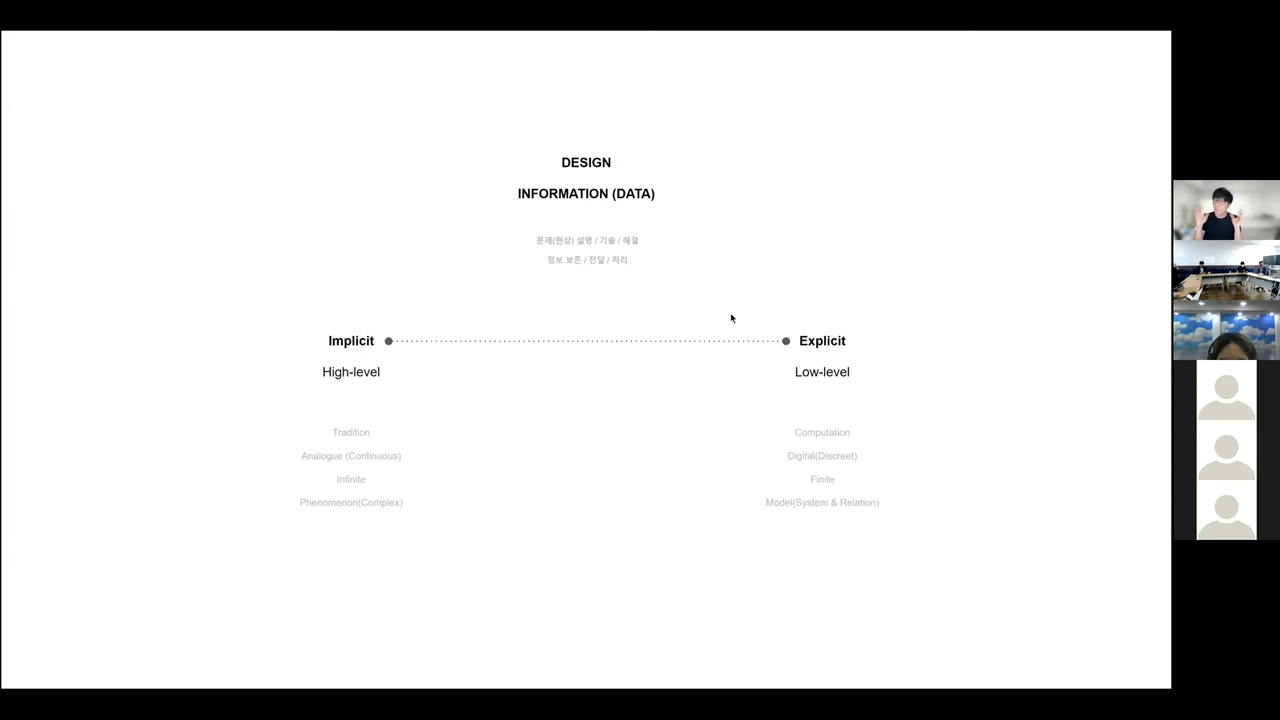 DESIGN
INFORMATION (DATA)
문제(현상) 설명 / 기술 / 해결
정보 보존 / 전달 / 처리
Implicit
Explicit
High-level
Low-level
Tradition
Computation
Analogue (Continuous)
Digital(Discreet)
Infinite
Finite
Phenomenon(Complex)
Model(System & Relation)